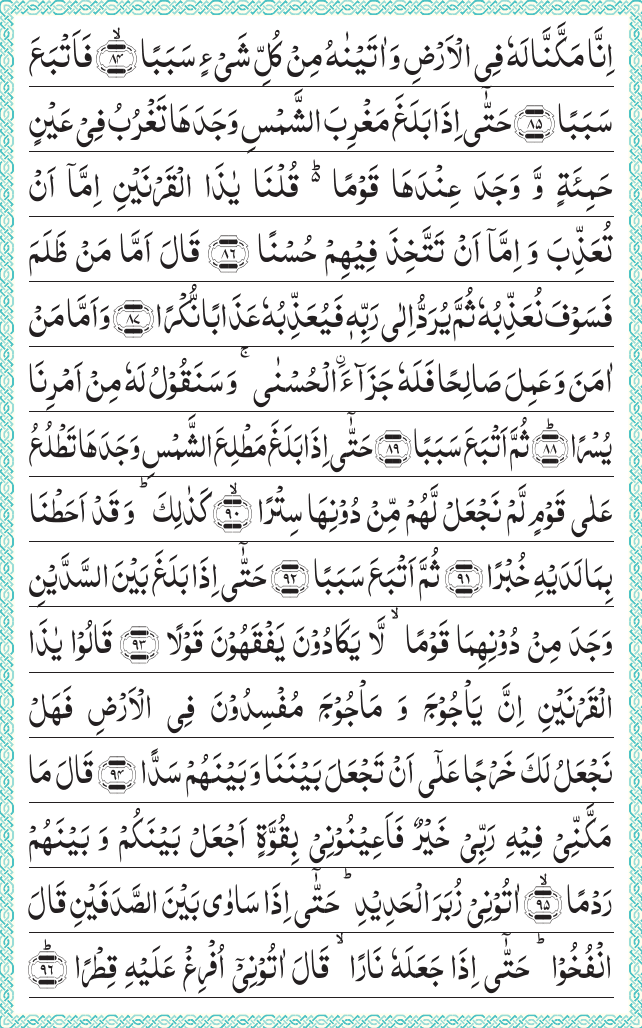 اِنَّا مَكَّنَّا لَهٗ فِی الْاَرْضِ وَاٰتَیْنٰهُ مِنْ كُلِّ شَیْءٍ سَبَبًا ۙ﴿۸۴﴾ فَاَتْبَعَ
سَبَبًا ﴿۸۵﴾ حَتّٰۤی اِذَا بَلَغَ مَغْرِبَ الشَّمْسِ وَجَدَهَا تَغْرُبُ فِیْ عَیْنٍ
حَمِئَةٍ وَّ وَجَدَ عِنْدَهَا قَوْمًا ؕ۬ قُلْنَا یٰذَا الْقَرْنَیْنِ اِمَّاۤ اَنْ
تُعَذِّبَ وَ اِمَّاۤ اَنْ تَتَّخِذَ فِیْهِمْ حُسْنًا ﴿۸۶﴾ قَالَ اَمَّا مَنْ ظَلَمَ
فَسَوْفَ نُعَذِّبُهٗ ثُمَّ یُرَدُّ اِلٰی رَبِّهٖ فَیُعَذِّبُهٗ عَذَابًا نُّكْرًا ﴿۸۷﴾ وَاَمَّا مَنْ
اٰمَنَ وَعَمِلَ صَالِحًا فَلَهٗ جَزَآءَۨ الْحُسْنٰی ۚ وَسَنَقُوْلُ لَهٗ مِنْ اَمْرِنَا
یُسْرًا ؕ﴿۸۸﴾ ثُمَّ اَتْبَعَ سَبَبًا ﴿۸۹﴾ حَتّٰۤی اِذَا بَلَغَ مَطْلِعَ الشَّمْسِ وَجَدَهَا تَطْلُعُ
عَلٰی قَوْمٍ لَّمْ نَجْعَلْ لَّهُمْ مِّنْ دُوْنِهَا سِتْرًا ۙ﴿۹۰﴾ كَذٰلِكَ ؕ وَقَدْ اَحَطْنَا
بِمَا لَدَیْهِ خُبْرًا ﴿۹۱﴾ ثُمَّ اَتْبَعَ سَبَبًا ﴿۹۲﴾ حَتّٰۤی اِذَا بَلَغَ بَیْنَ السَّدَّیْنِ
وَجَدَ مِنْ دُوْنِهِمَا قَوْمًا ۙ لَّا یَكَادُوْنَ یَفْقَهُوْنَ قَوْلًا ﴿۹۳﴾ قَالُوْا یٰذَا
الْقَرْنَیْنِ اِنَّ یَاْجُوْجَ وَ مَاْجُوْجَ مُفْسِدُوْنَ فِی الْاَرْضِ فَهَلْ
نَجْعَلُ لَكَ خَرْجًا عَلٰۤی اَنْ تَجْعَلَ بَیْنَنَا وَبَیْنَهُمْ سَدًّا ﴿۹۴﴾ قَالَ مَا
مَكَّنِّیْ فِیْهِ رَبِّیْ خَیْرٌ فَاَعِیْنُوْنِیْ بِقُوَّةٍ اَجْعَلْ بَیْنَكُمْ وَ بَیْنَهُمْ
رَدْمًا ۙ﴿۹۵﴾ اٰتُوْنِیْ زُبَرَ الْحَدِیْدِ ؕ حَتّٰۤی اِذَا سَاوٰی بَیْنَ الصَّدَفَیْنِ قَالَ
انْفُخُوْا ؕ حَتّٰۤی اِذَا جَعَلَهٗ نَارًا ۙ قَالَ اٰتُوْنِیْۤ اُفْرِغْ عَلَیْهِ قِطْرًا ؕ﴿۹۶﴾